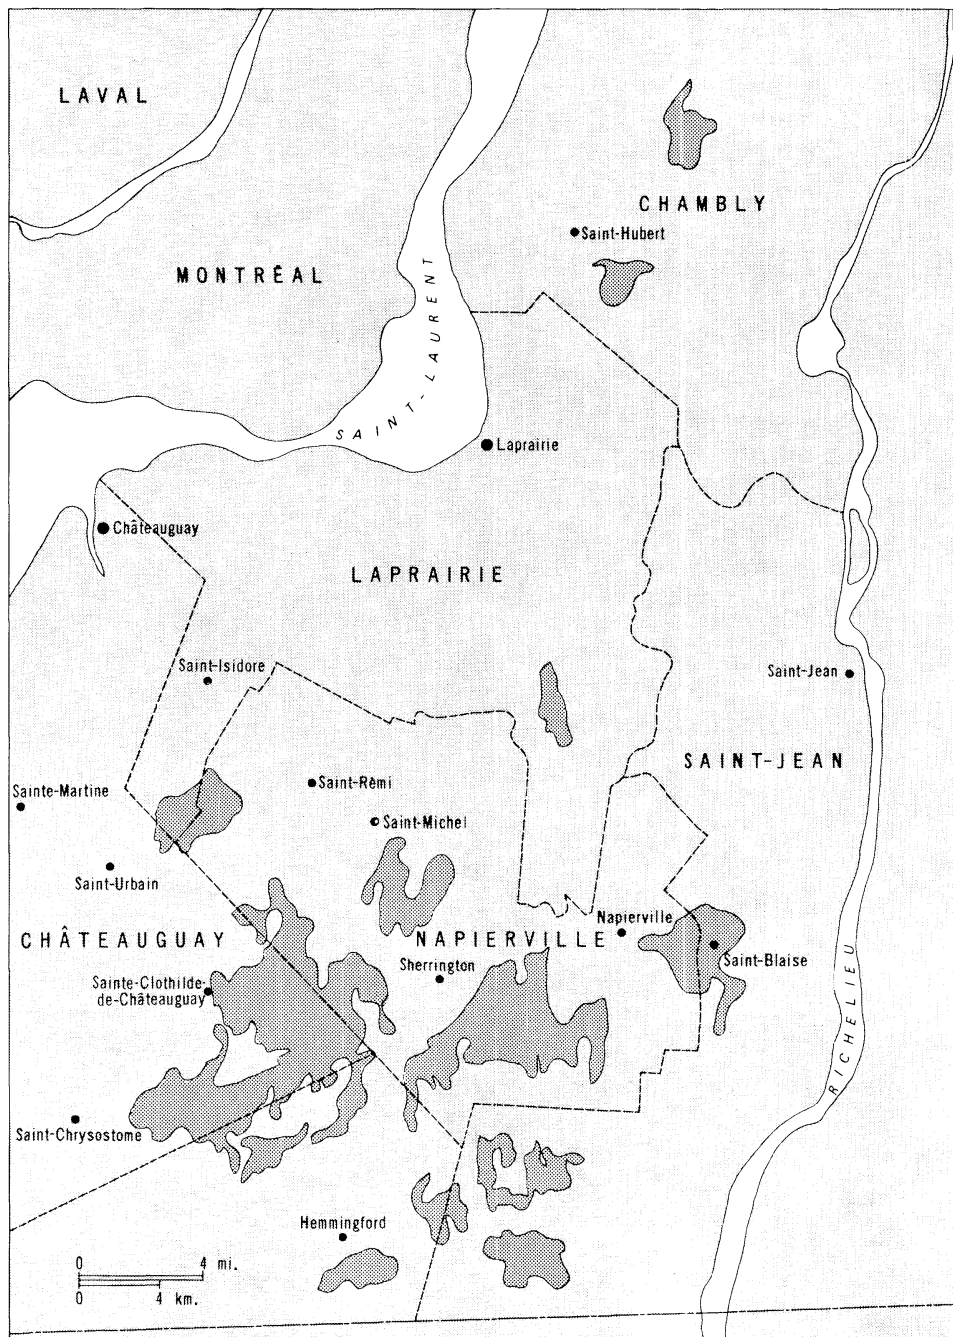 LAVAL
CHAMBLY
Saint-Hubert
MONTRÉAL
SAINT-LAURENT
Laprairie
Châteauguay
LAPRAIRIE
Saint-Isidore
Saint-Jean
SAINT-JEAN
Saint-Rémi
Sainte-Martine
Saint-Michel
Saint-Urbain
Napierville
CHÂTEAUGUAY
NAPIERVILLE
Saint-Blaise
Sherrington
Sainte-Clothilde-
de-Châteauguay
RICHELIEU
Saint-Chrysostome
Hemmingford
0 4 mi.
0 4 km.